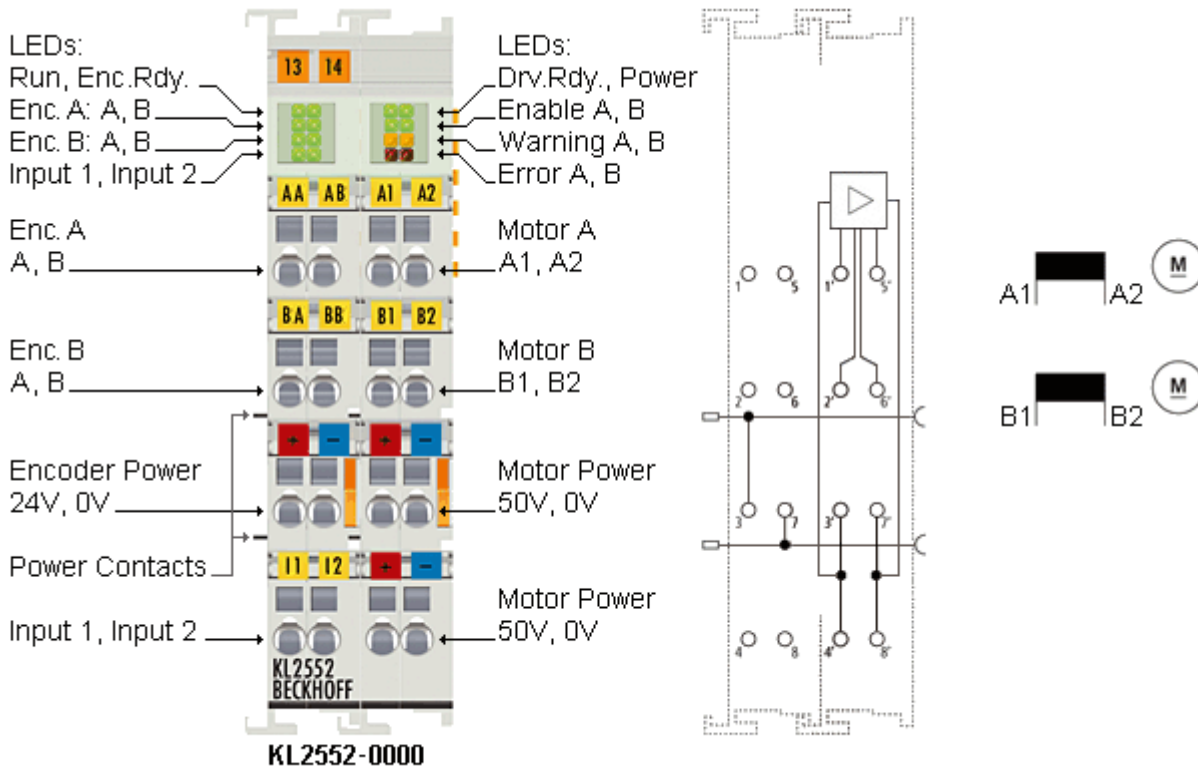 LEDs:
Run, Enc.Rdy.
Enc. A: A, B
Enc. B: A, B
Input 1, Input 2
Enc. A
A, B
Enc. B
A, B
Encoder Power
24V, 0V
Power Contacts
Input 1, Input 2
13 14
AA AB A1 A2
BA BB B1 B2
+ - + -
I1 I2 + -
KL2552
BECKHOFF
KL2552-0000
LEDs:
Drv.Rdy., Power
Enable A, B
Warning A, B
Error A, B
Motor A
A1, A2
Motor B
B1, B2
Motor Power
50V, 0V
Motor Power
50V, 0V
1 5 1' 5'
2 6 2' 6'
3 7 3' 7'
4 8 4' 8'
A1 A2 M
B1 B2 M